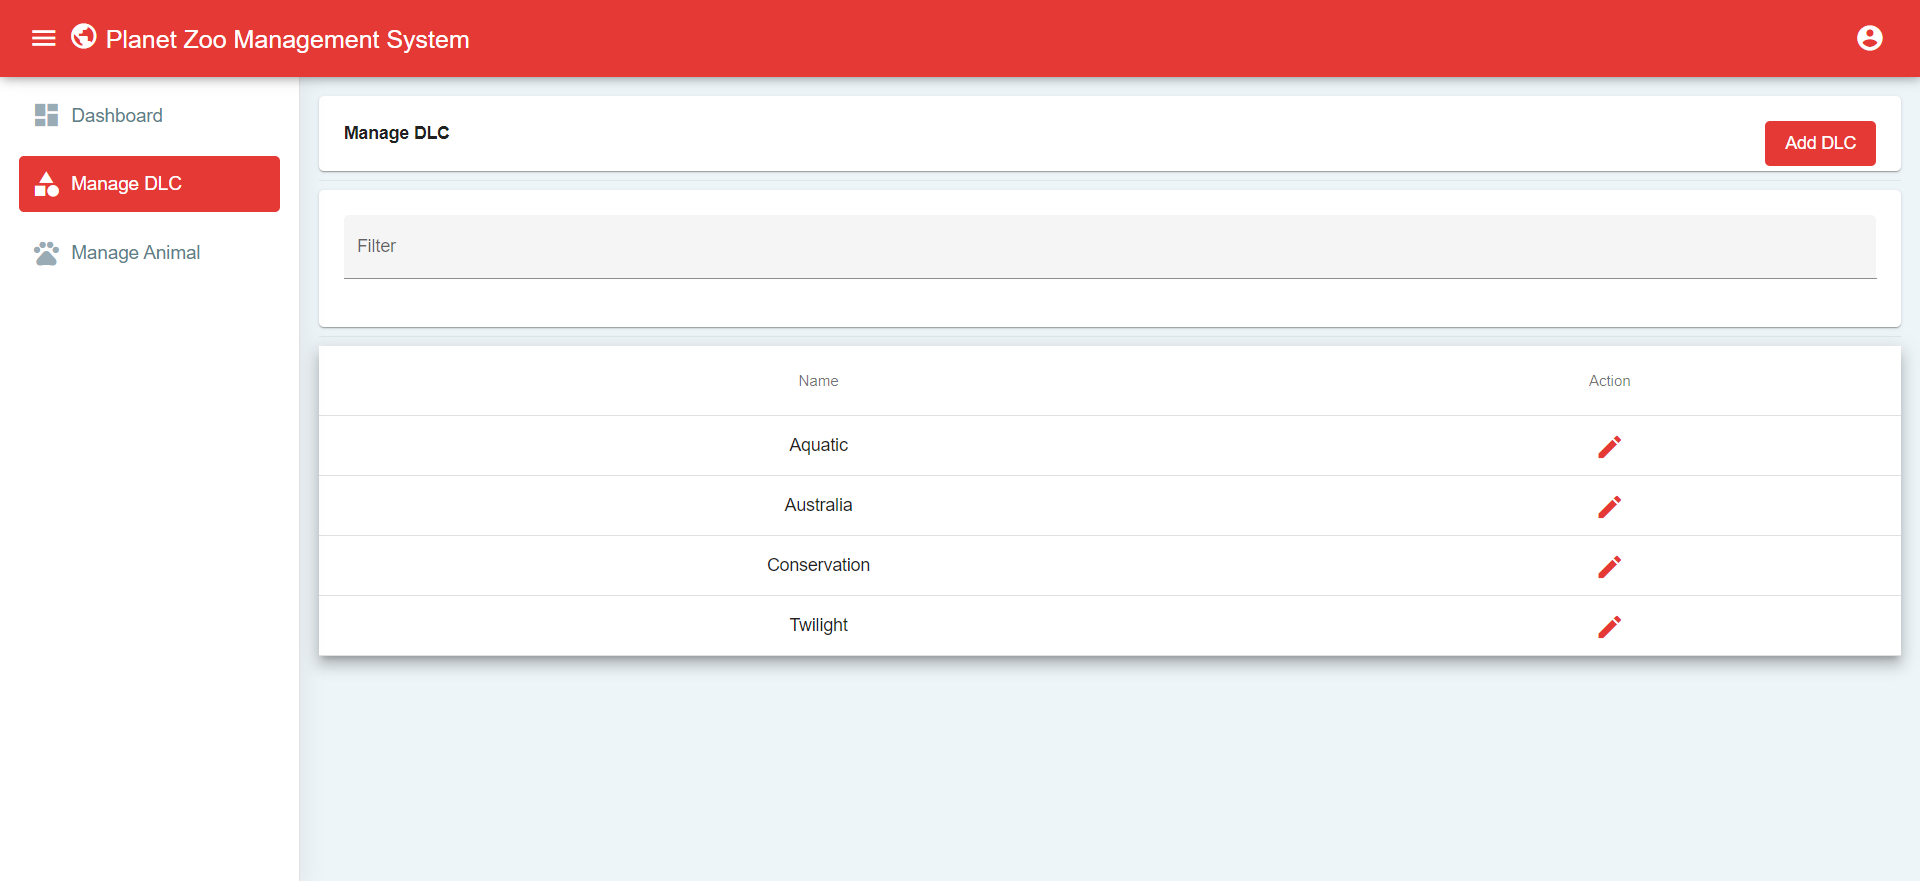 Planet Zoo Management System
Dashboard
Manage DLC
Manage Animal
Manage DLC
Add DLC
Filter
Name Action
Aquatic
Australia
Conservation
Twilight